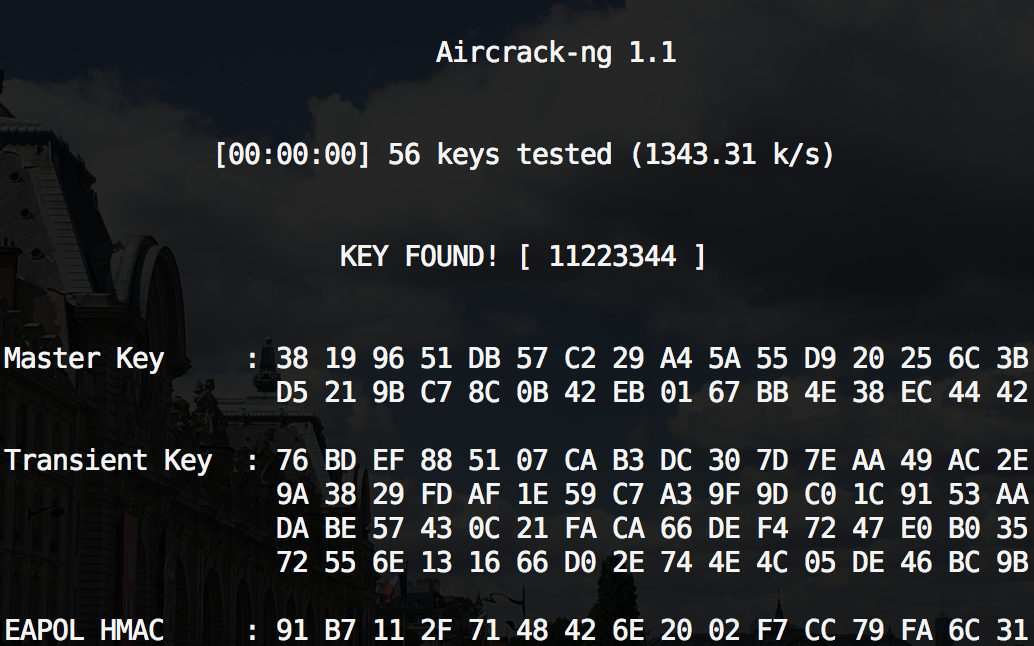 Aircrack-ng 1.1
[00:00:00] 56 keys tested (1343.31 k/s)
KEY FOUND! [ 11223344 ]
Master Key : 38 19 96 51 DB 57 C2 29 A4 5A 55 D9 20 25 6C 3B
D5 21 9B C7 8C 0B 42 EB 01 67 BB 4E 38 EC 44 42
Transient Key : 76 BD EF 88 51 07 CA B3 DC 30 7D 7E AA 49 AC 2E
9A 38 29 FD AF 1E 59 C7 A3 9F 9D C0 1C 91 53 AA
DA BE 57 43 0C 21 FA CA 66 DE F4 72 47 E0 B0 35
72 55 6E 13 16 66 D0 2E 74 4E 4C 05 DE 46 BC 9B
EAPOL HMAC : 91 B7 11 2F 71 48 42 6E 20 02 F7 CC 79 FA 6C 31